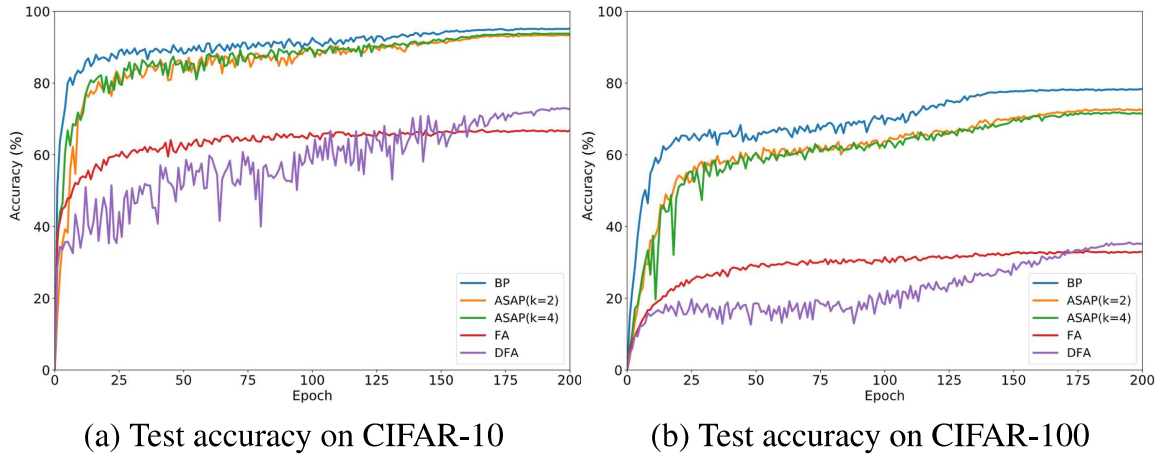 100
80
60
40
20
0
Accuracy (%)
0 25 50 75 100 125 150 175 200
Epoch
BP
ASAP(k=2)
ASAP(k=4)
FA
DFA
(a) Test accuracy on CIFAR-10
100
80
60
40
20
0
Accuracy (%)
0 25 50 75 100 125 150 175 200
Epoch
BP
ASAP(k=2)
ASAP(k=4)
FA
DFA
(b) Test accuracy on CIFAR-100